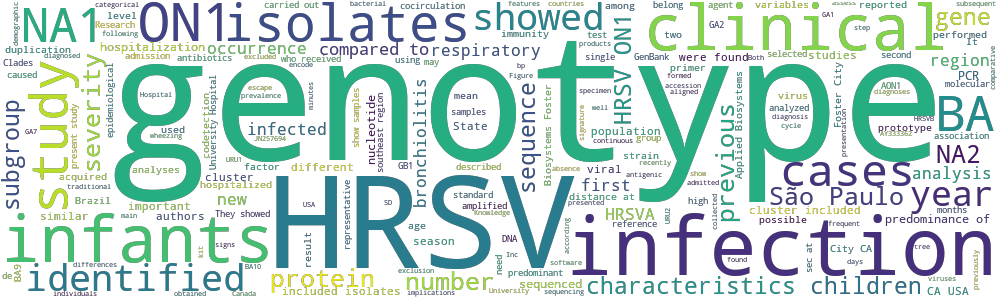 carried out cocirculation features countries
categorical bacterial assess reported
demographic NA1 ON1 isolates showed agent variables clinical
level Research following
immunity among belong GA2 GA1 subsequent
duplication hospitalization occurrence compared to respiratory HRSV ON1 two step studies gene
admission antibiotics who received using may test products GenBank second performed It
Clades caused escape prevalence Hospital minutes encode
bp Figure Both were found selected region
study severity epidemiological University Hospital infected used
genotype
codetection southeast region show samples State mean samples
nucleotide bronchiolitis sequence Biosystems Foster
single formed accession aligned primer Foster City population group strain continuous recently antigenic
previous Applied Biosystems virus analyzed diagnosis cycle prototype
PCR molecular AON1 diagnoses HRSVB signature AY333362 comparative presentation association
BA
HRSV subgroup present study wheezing GA7
analyses factor different hospitalized cluster URU1 JN257694 GB1 viral described
acquired traditional Brazil new important
infants similar authors They showed main
representative USA SD standard amplified Knowledge result
first distance at HRSVA reference URU2 absence
cases São Paulo NA2 year analysis
show admitted collected high months
infection
cluster included possible predominance of need
identified BA9 de protein number season age DNA
exclusion signs kit BA10 presented frequent according software
sec at City CA days found tree viruses previously
individuals differences implications obtained Canada included isolates University predominant Inc sequenced sequencing specimen well
characteristics children CA USA